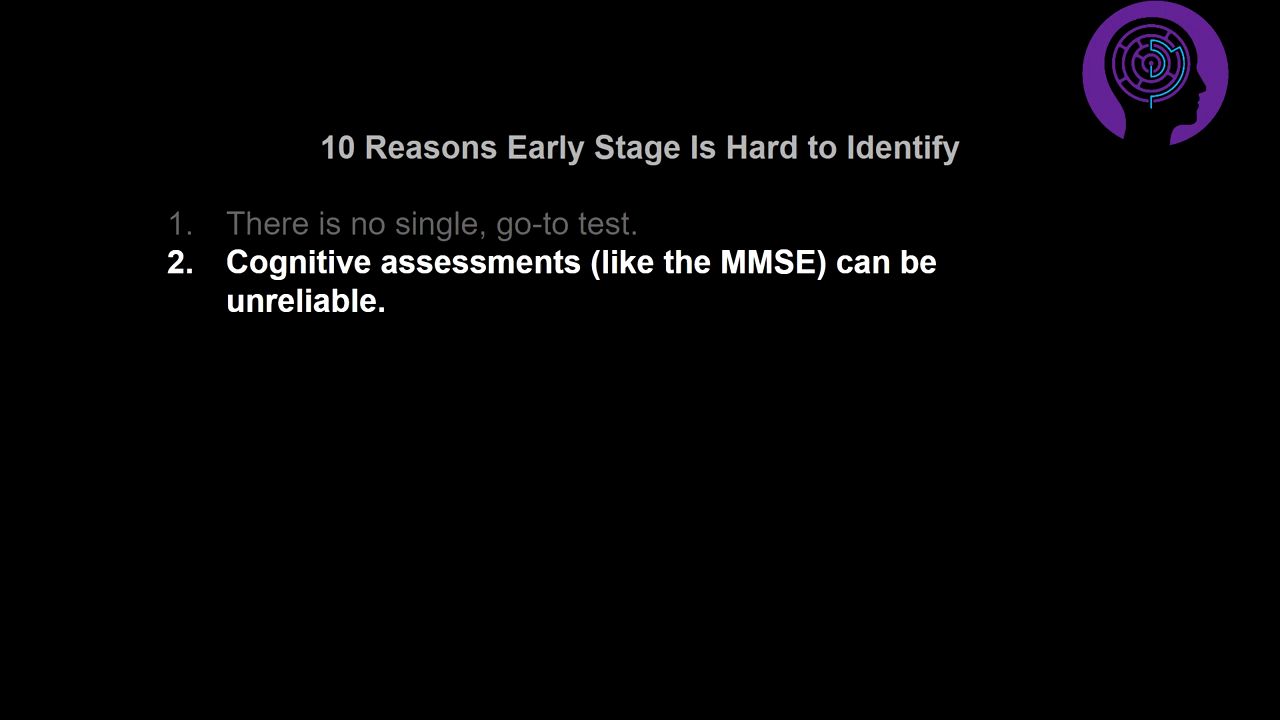 10 Reasons Early Stage Is Hard to Identify
1. There is no single, go-to test.
2. Cognitive assessments (like the MMSE) can be
unreliable.